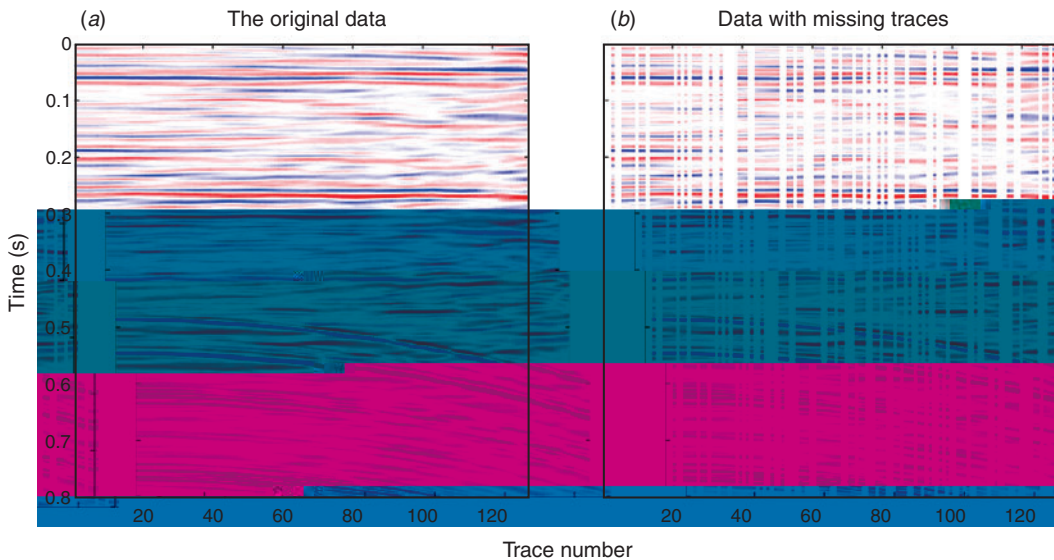 (a) The original data
(b) Data with missing traces
Time (s)
0
0.1
0.2
0.3
0.4
0.5
0.6
0.7
0.8
20 40 60 80 100 120
20 40 60 80 100 120
Trace number